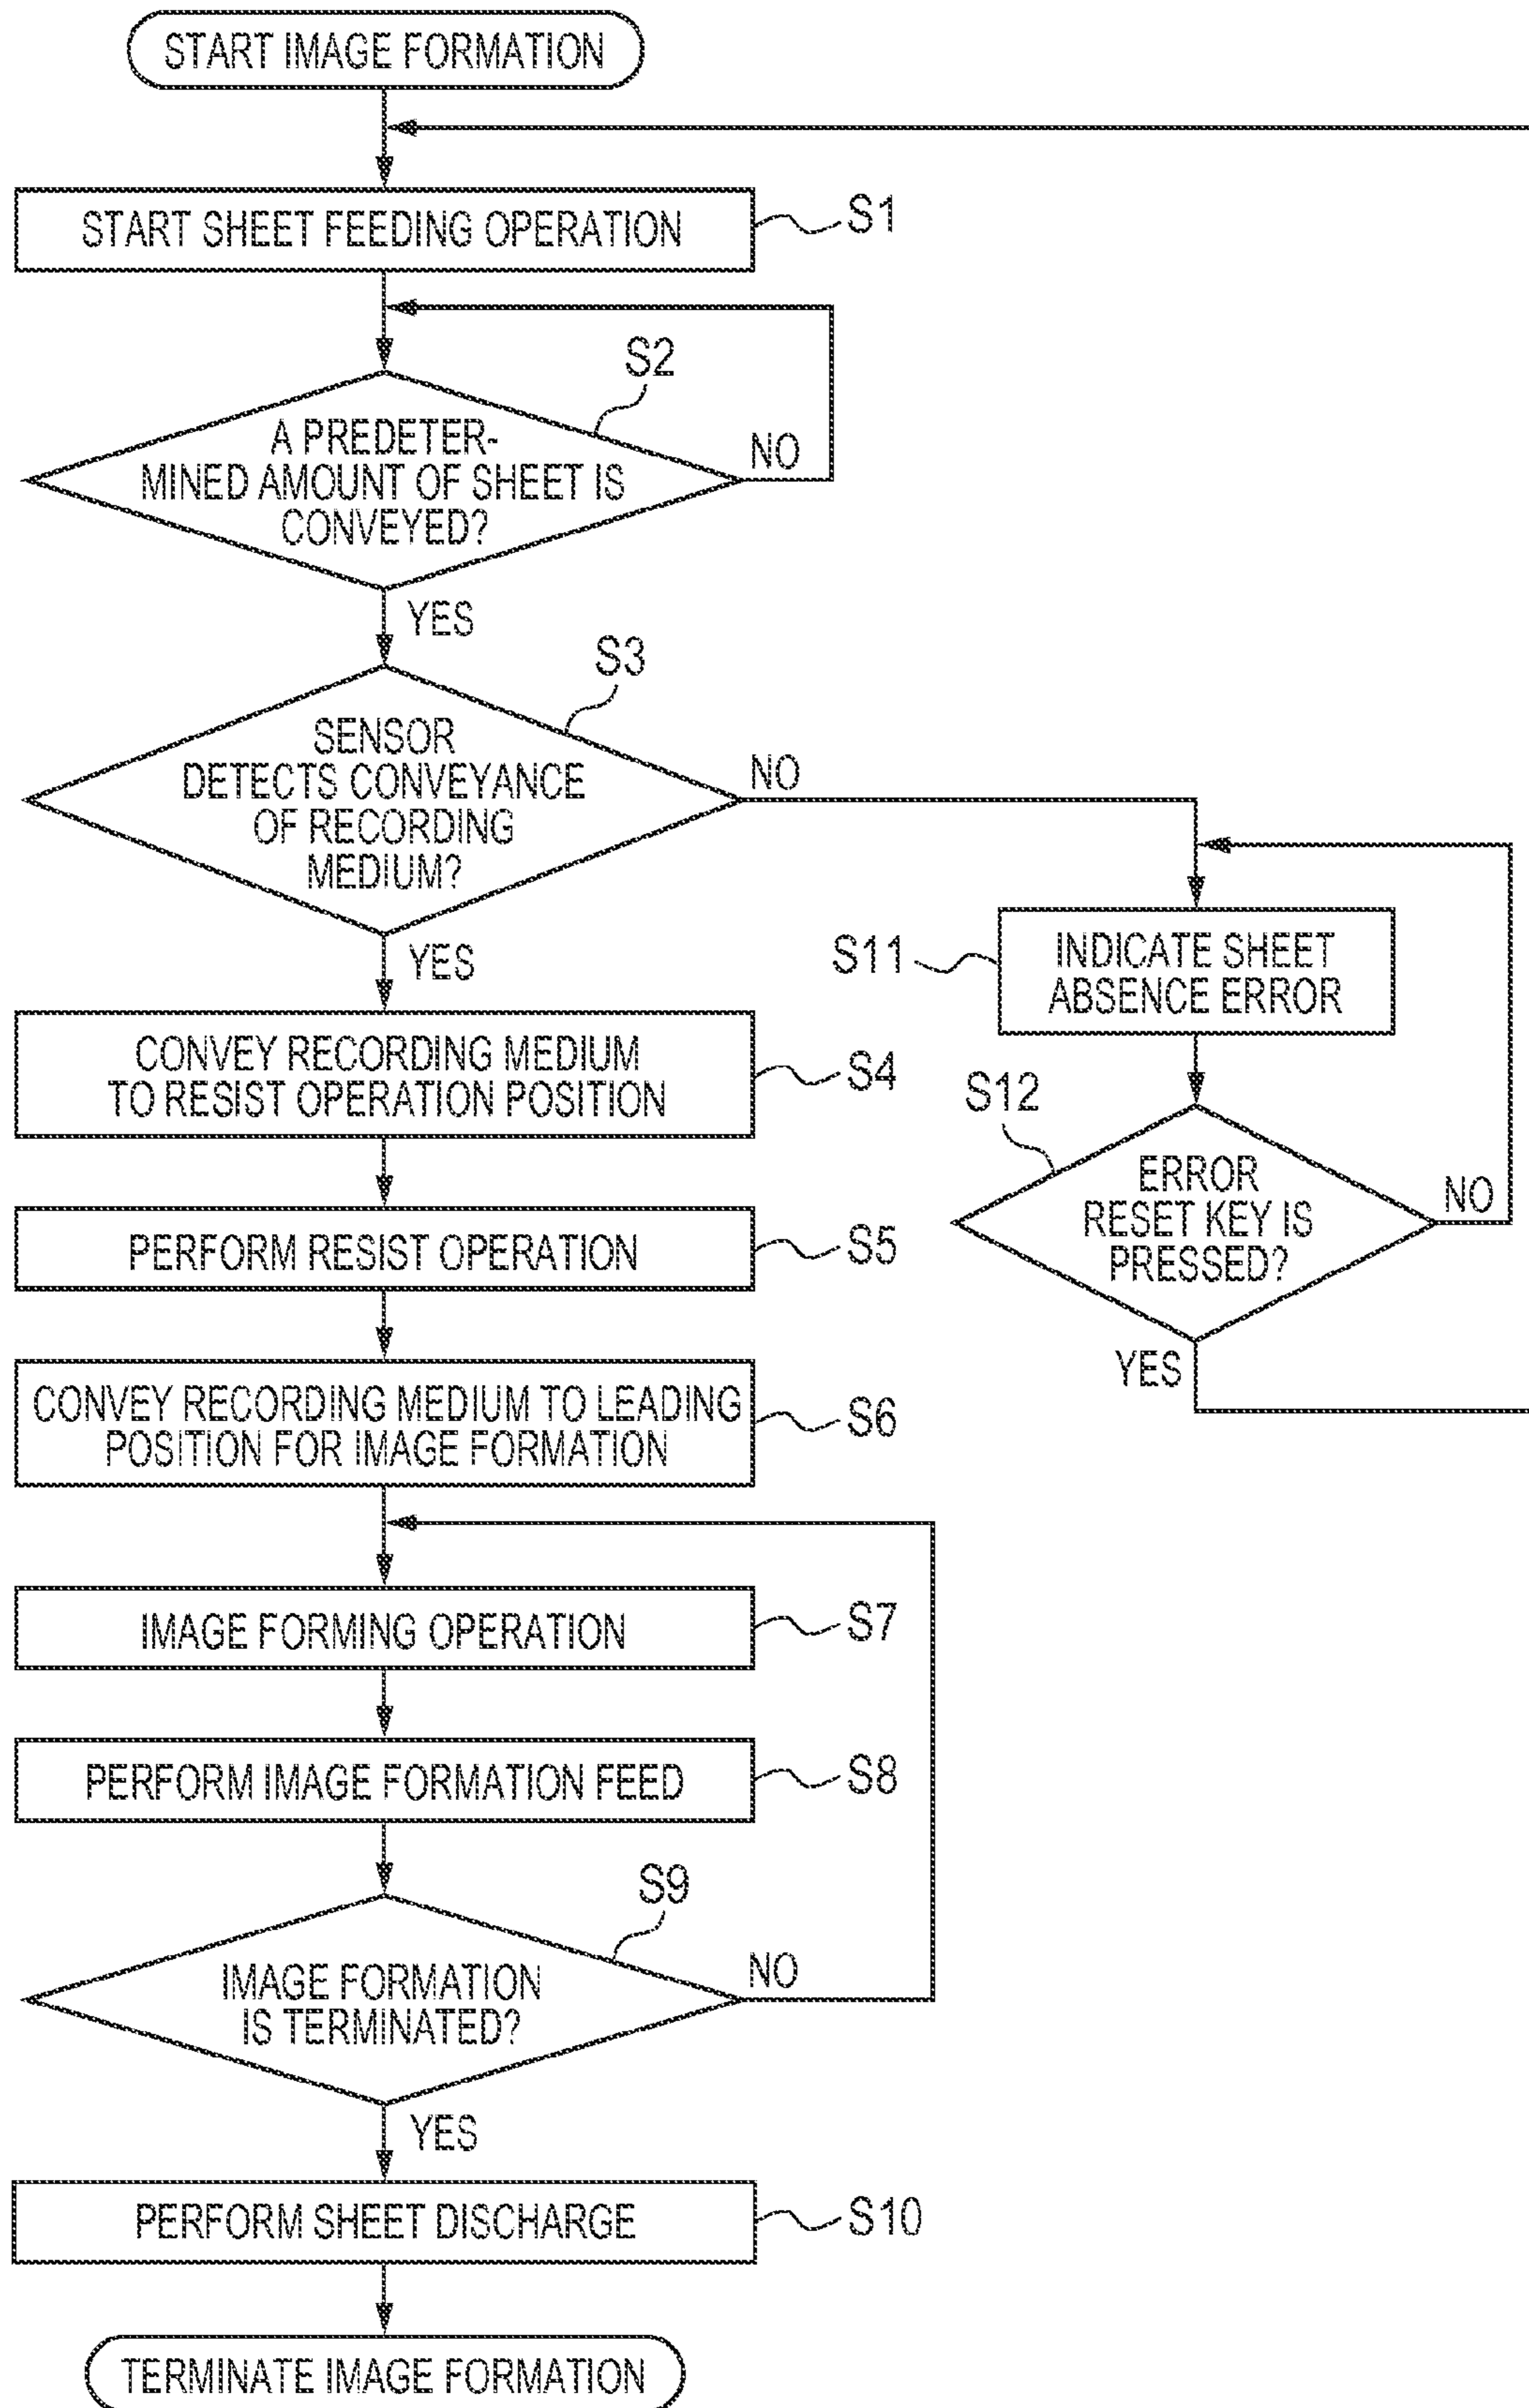 START IMAGE FORMATION
START SHEET FEEDING OPERATION
S1
S2
A PREDETER-
MINED AMOUNT OF SHEET IS
CONVEYED?
NO
YES
S3
SENSOR
DETECTS CONVEYANCE
OF RECORDING
MEDIUM?
NO
YES
S11
INDICATE SHEET
ABSENCE ERROR
CONVEY RECORDING MEDIUM
TO RESIST OPERATION POSITION
S4
S12
ERROR
RESET KEY IS
PRESSED?
NO
YES
PERFORM RESIST OPERATION
S5
CONVEY RECORDING MEDIUM TO LEADING
POSITION FOR IMAGE FORMATION
S6
IMAGE FORMING OPERATION
S7
PERFORM IMAGE FORMATION FEED
S8
S9
IMAGE FORMATION
IS TERMINATED?
NO
YES
PERFORM SHEET DISCHARGE
S10
TERMINATE IMAGE FORMATION